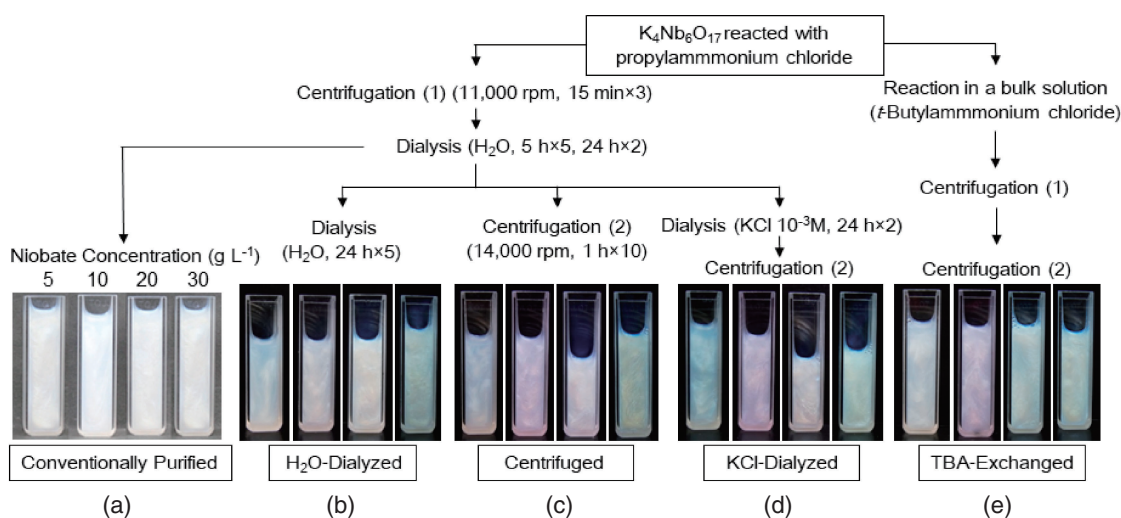 K₄Nb₆O₁₇ reacted with
propylammmonium chloride
Centrifugation (1) (11,000 rpm, 15 min×3)
Reaction in a bulk solution
(t-Butylammmonium chloride)
Dialysis (H₂O, 5 h×5, 24 h×2)
Centrifugation (1)
Dialysis
(H₂O, 24 h×5)
Centrifugation (2)
(14,000 rpm, 1 h×10)
Dialysis (KCl 10⁻³M, 24 h×2)
Centrifugation (2)
Centrifugation (2)
Niobate Concentration (g L⁻¹)
5 10 20 30
Conventionally Purified
H₂O-Dialyzed
Centrifuged
KCl-Dialyzed
TBA-Exchanged
(a) (b) (c) (d) (e)